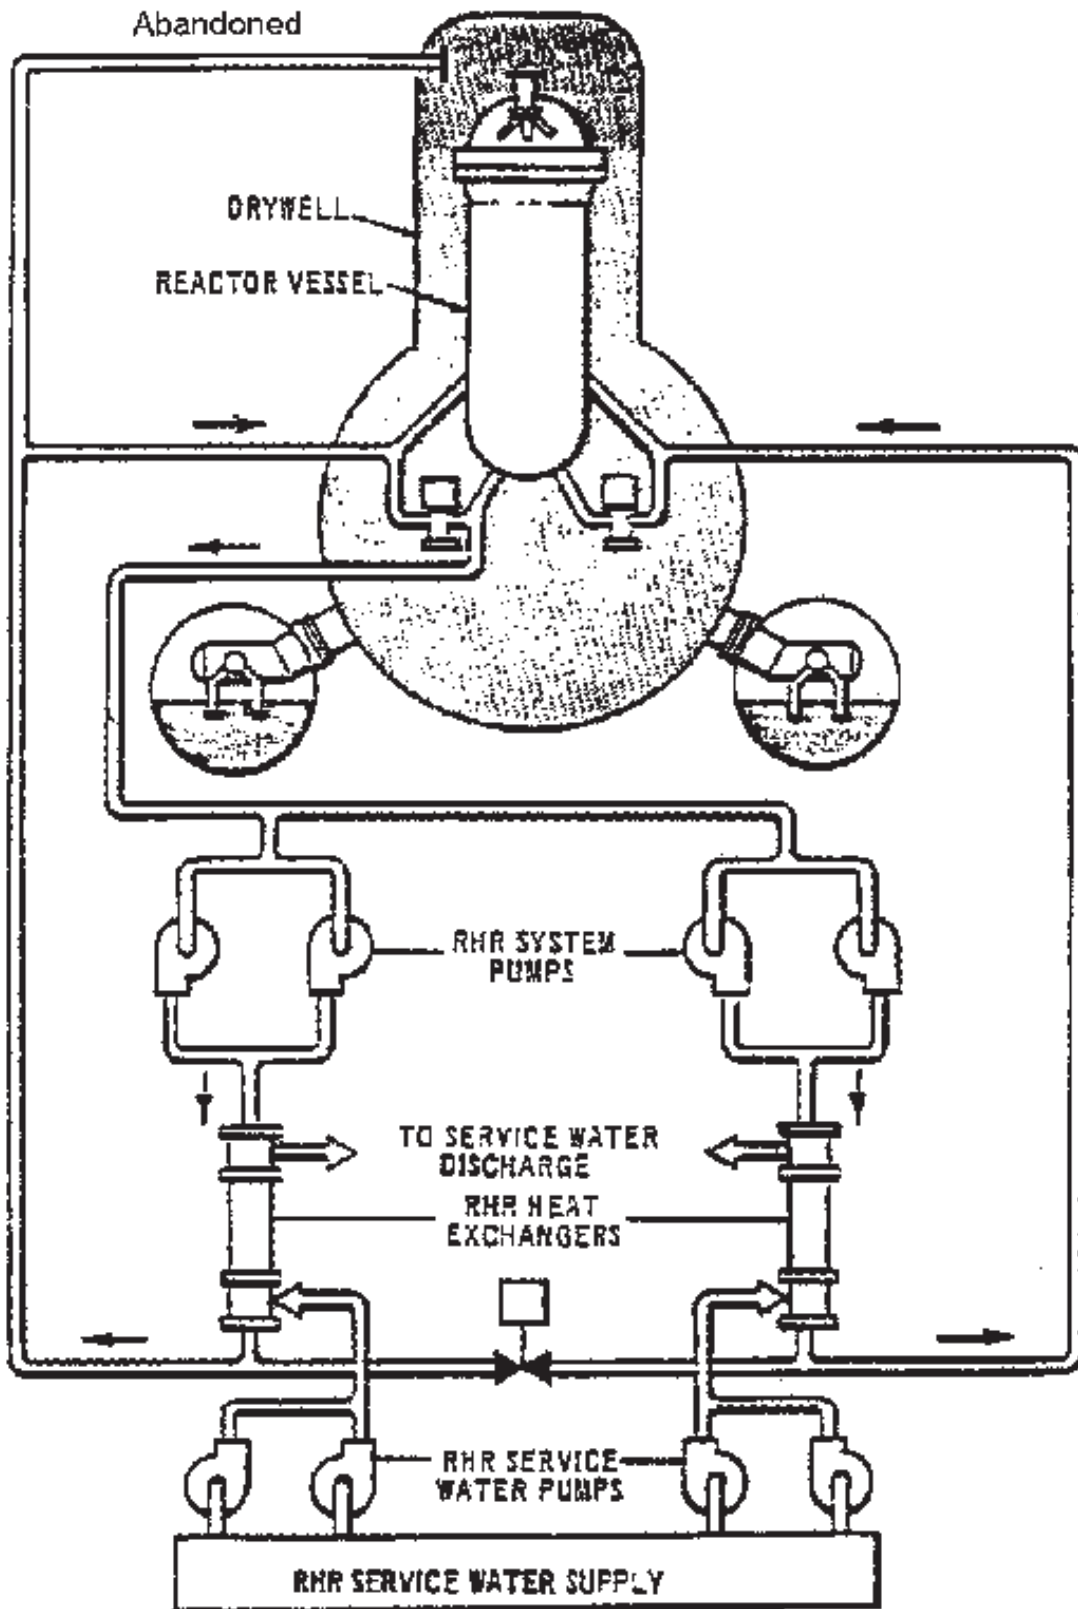 Abandoned
DRYWELL
REACTOR VESSEL
RHR SYSTEM
PUMPS
TO SERVICE WATER
DISCHARGE
RHR HEAT
EXCHANGERS
RHR SERVICE
WATER PUMPS
RHR SERVICE WATER SUPPLY